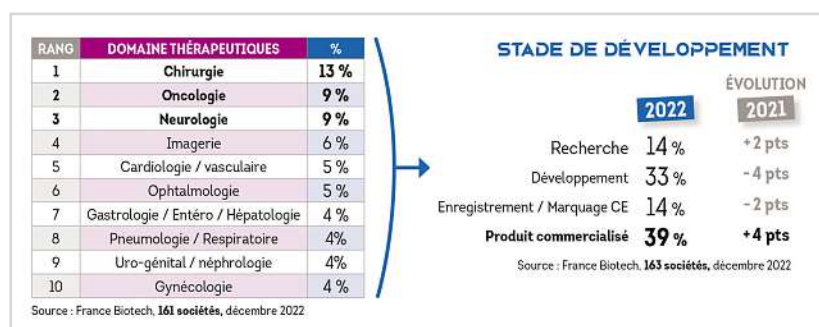 RANG DOMAINE THÉRAPEUTIQUES %
1 Chirurgie 13 %
2 Oncologie 9 %
3 Neurologie 9 %
4 Imagerie 6 %
5 Cardiologie / vasculaire 5 %
6 Ophtalmologie 5 %
7 Gastrologie / Entéro / Hépatologie 4 %
8 Pneumologie / Respiratoire 4%
9 Uro-génital / néphrologie 4%
10 Gynécologie 4 %
Source : France Biotech, 161 sociétés, décembre 2022
STADE DE DÉVELOPPEMENT
ÉVOLUTION
2022 2021
Recherche 14 % +2 pts
Développement 33 % -4 pts
Enregistrement / Marquage CE 14 % -2 pts
Produit commercialisé 39 % +4 pts
Source : France Biotech, 163 sociétés, décembre 2022